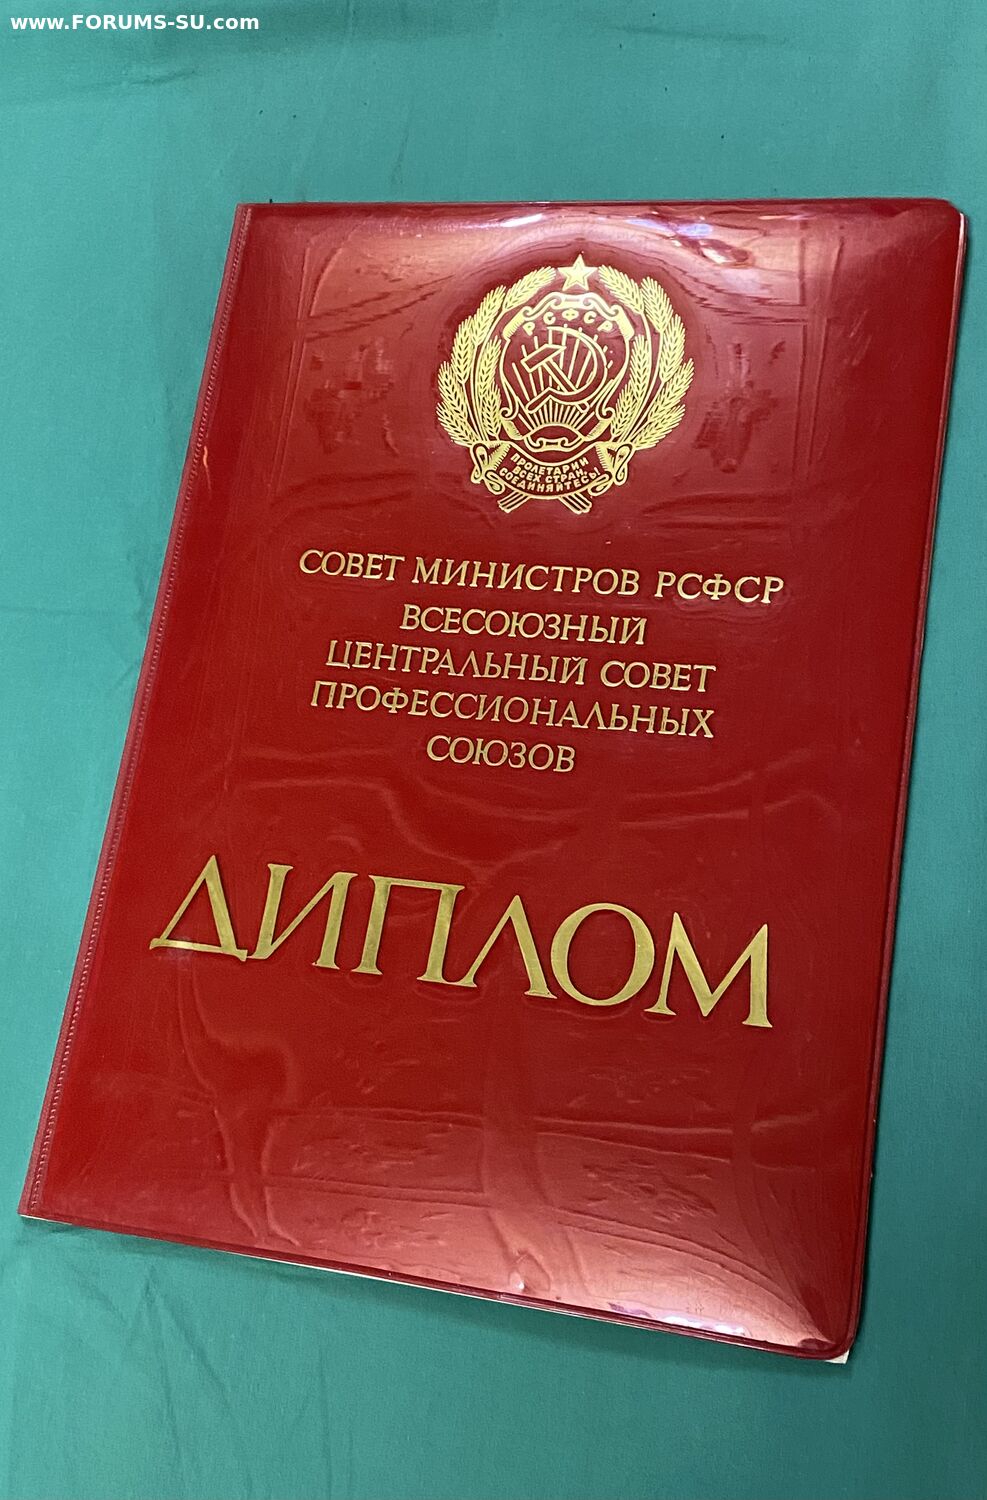 www.FORUMS-SU.com
РСФСР
ПРОЛЕТАРИИ
ВСЕХ СТРАН,
СОЕДИНЯЙТЕСЬ!
СОВЕТ МИНИСТРОВ РСФСР
ВСЕСОЮЗНЫЙ
ЦЕНТРАЛЬНЫЙ СОВЕТ
ПРОФЕССИОНАЛЬНЫХ
СОЮЗОВ
ДИПЛОМ